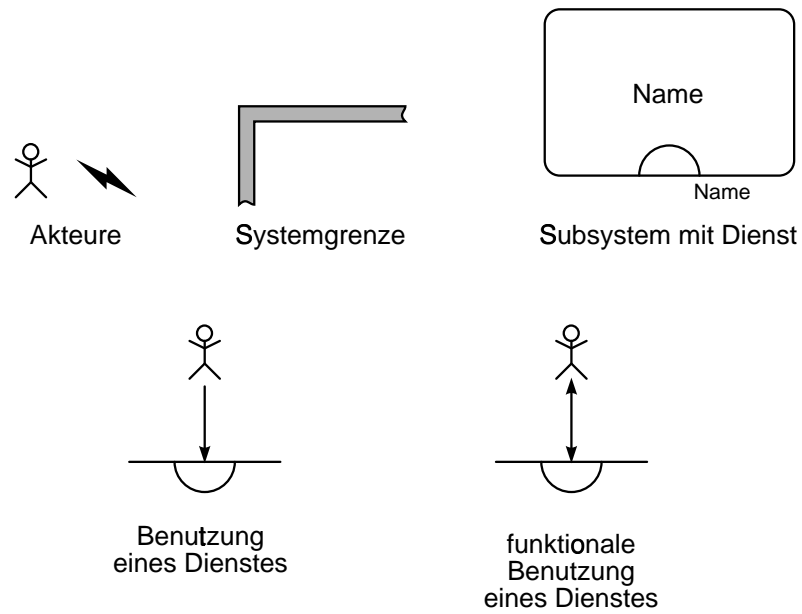 Name
Name
Akteure
Systemgrenze
Subsystem mit Dienst
Benutzung
eines Dienstes
funktionale
Benutzung
eines Dienstes